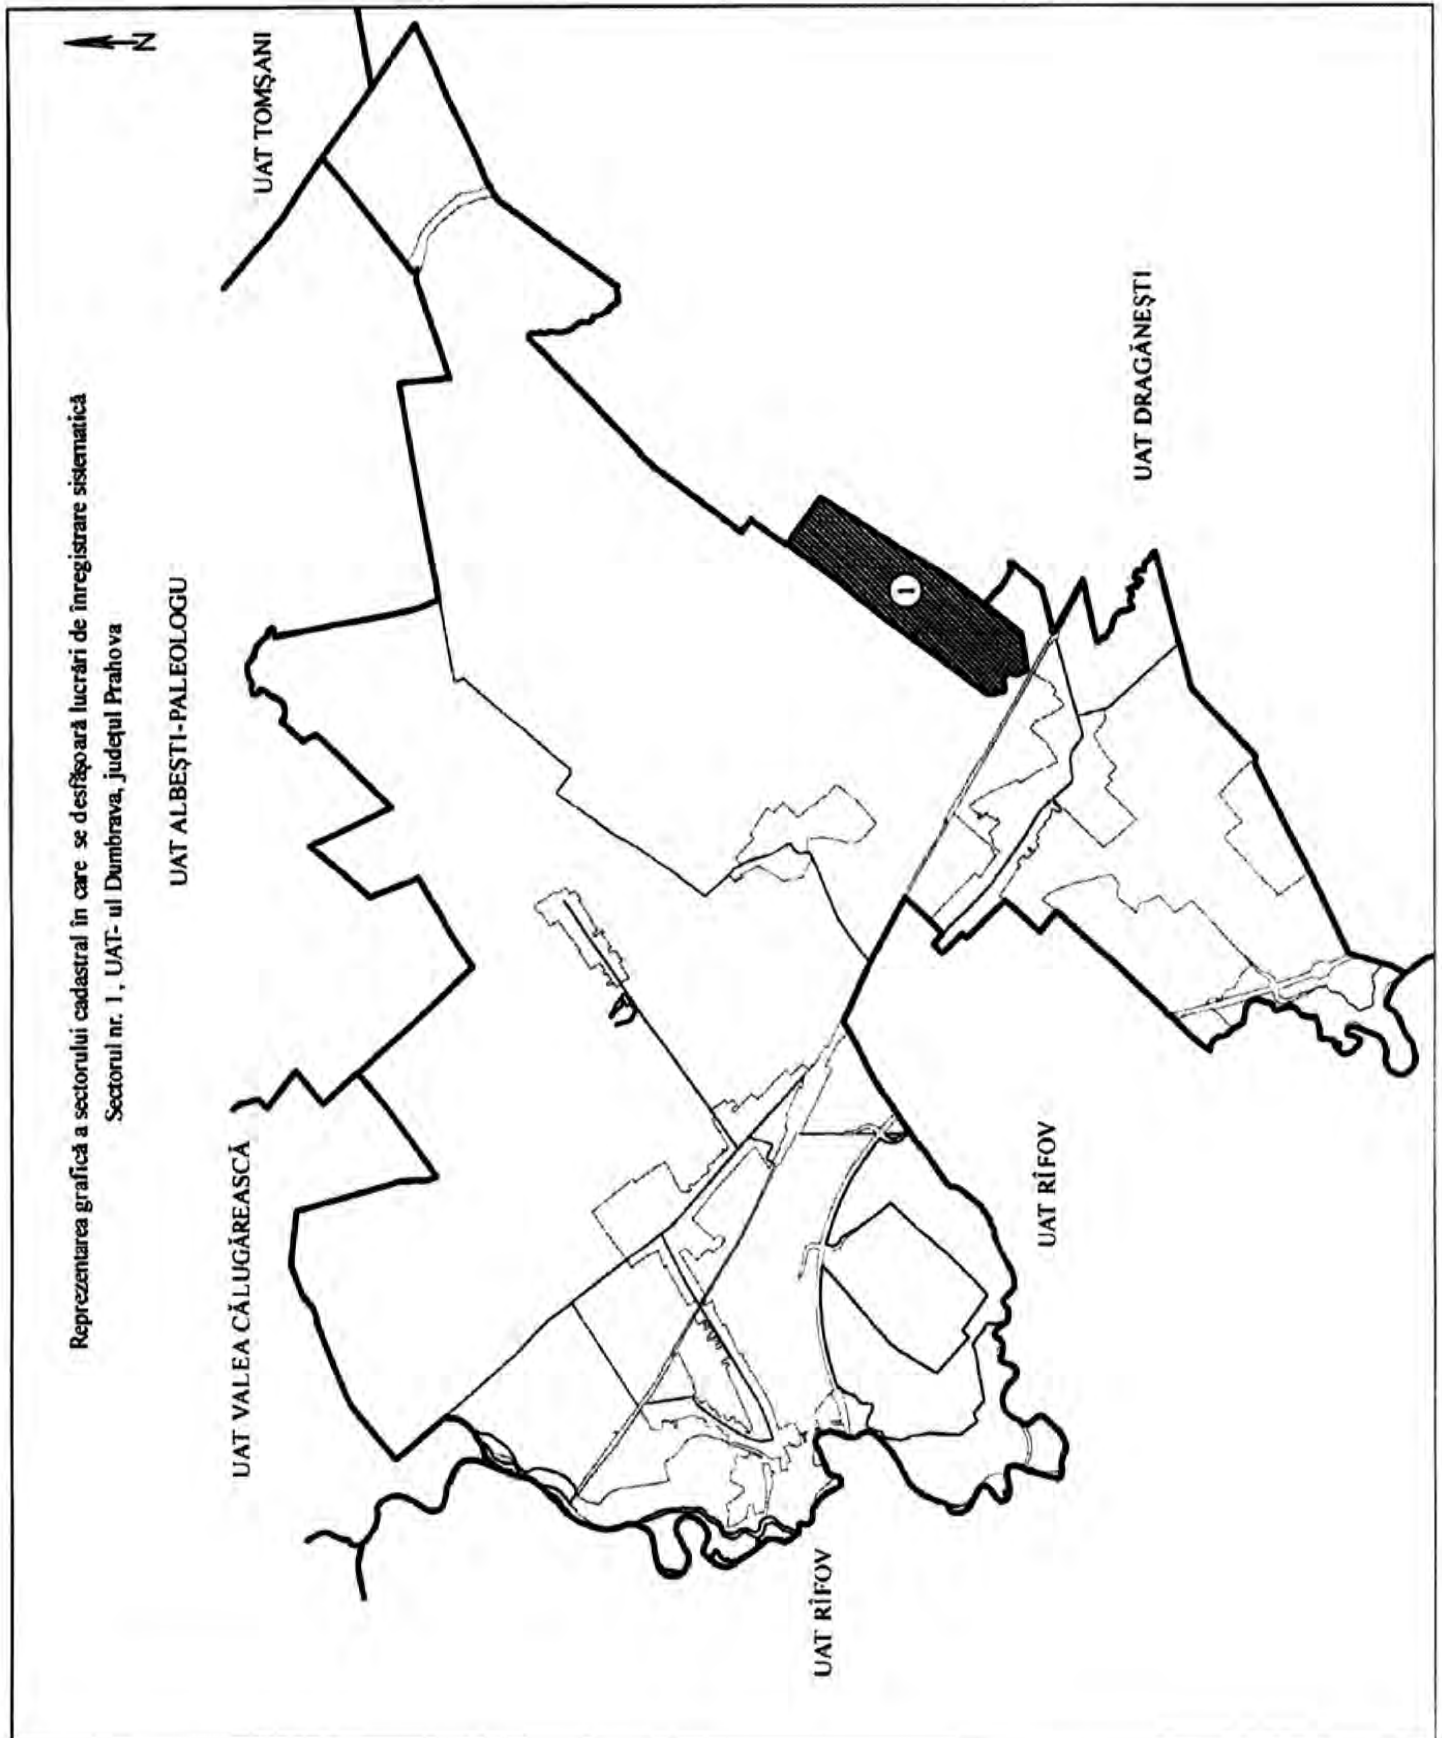 Reprezentarea grafică a sectorului cadastral în care se desfășoară lucrări de înregistrare sistematică
Sectorul nr. 1, UAT- ul Dumbrava, județul Prahova
N
UAT TOMȘANI
UAT ALBEȘTI-PALEOLOGU
UAT VALEA CĂLUGĂREASCĂ
1
UAT DRAGĂNEȘTI
UAT RÎFOV
UAT RÎFOV